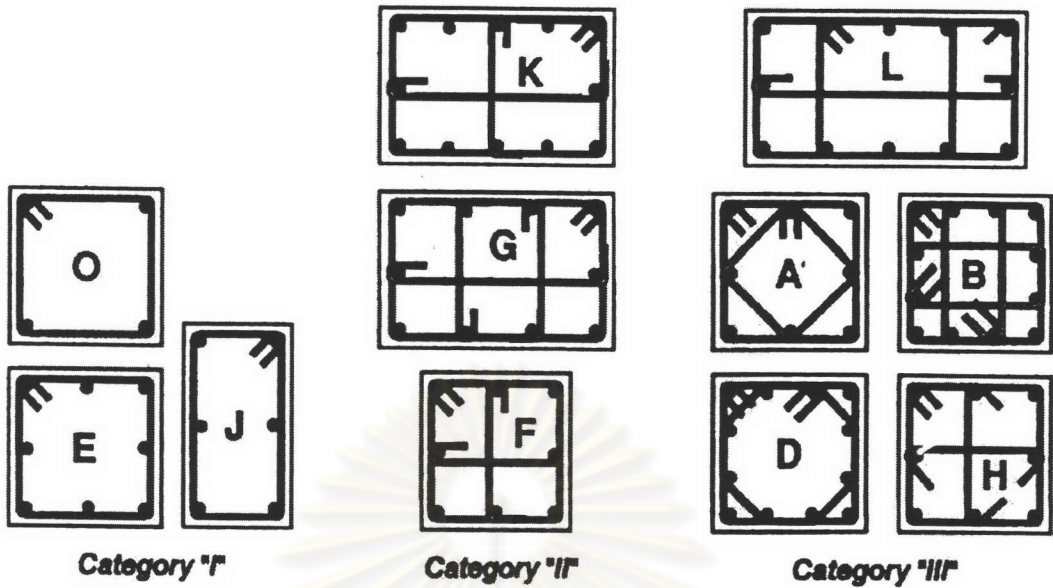 K
L
O
G
A
B
E
J
F
D
H
Category "I"
Category "II"
Category "III"